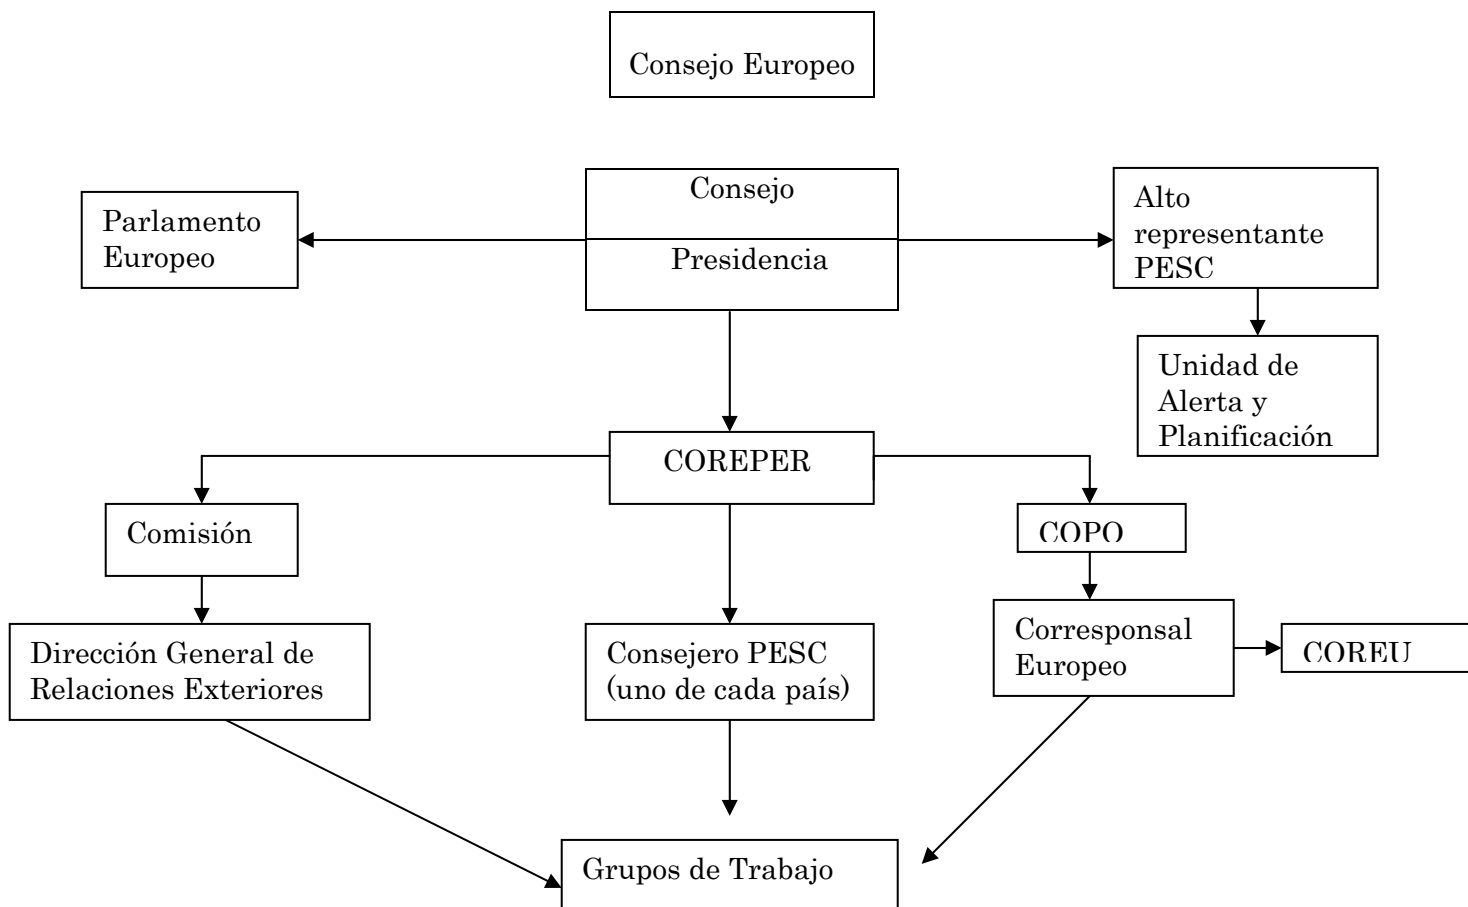 Consejo Europeo
Consejo
Presidencia
Parlamento
Europeo
Alto
representante
PESC
Unidad de
Alerta y
Planificación
COREPER
Comisión
COPO
Dirección General de
Relaciones Exteriores
Consejero PESC
(uno de cada país)
Corresponsal
Europeo
COREU
Grupos de Trabajo